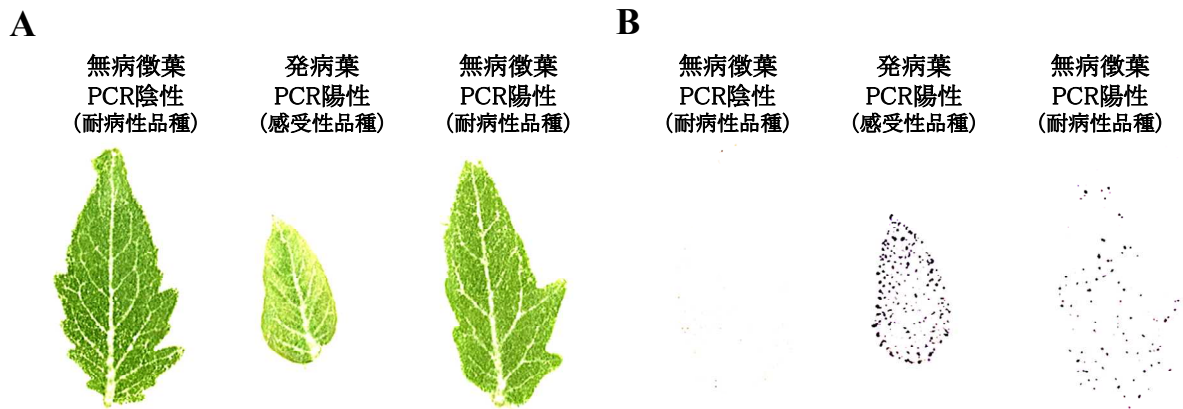 A
無病徴葉
PCR陰性
(耐病性品種)
発病葉
PCR陽性
(感受性品種)
無病徴葉
PCR陽性
(耐病性品種)
B
無病徴葉
PCR陰性
(耐病性品種)
発病葉
PCR陽性
(感受性品種)
無病徴葉
PCR陽性
(耐病性品種)